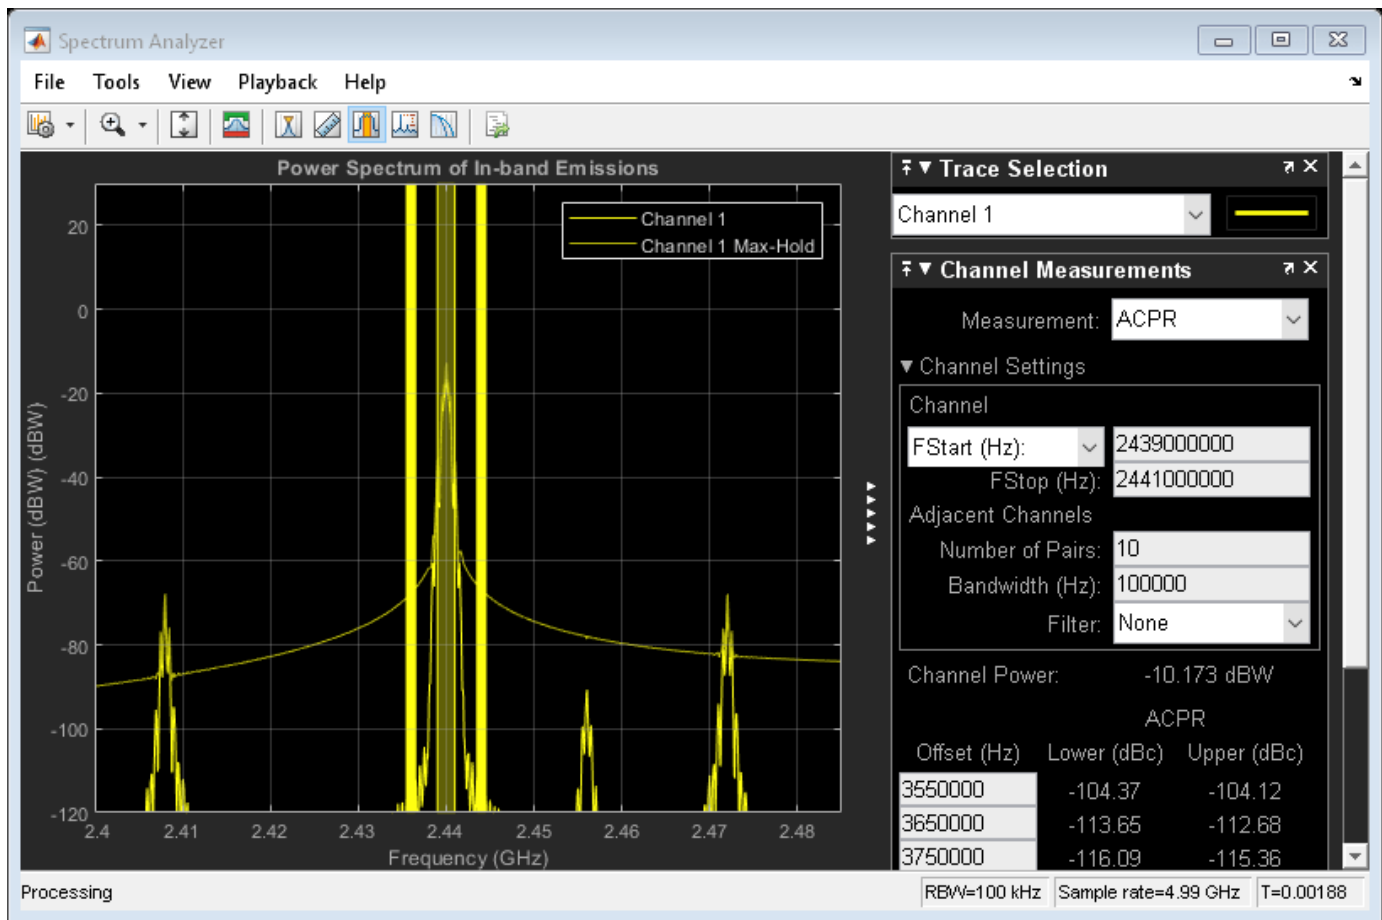 Spectrum Analyzer
File Tools View Playback Help
Power Spectrum of In-band Emissions
Channel 1
Channel 1 Max-Hold
20
0
-20
-40
-60
-80
-100
-120
Power (dBW) (dBW)
2.4 2.41 2.42 2.43 2.44 2.45 2.46 2.47 2.48
Frequency (GHz)
Trace Selection
Channel 1
Channel Measurements
Measurement: ACPR
Channel Settings
Channel
FStart (Hz): 2439000000
FStop (Hz): 2441000000
Adjacent Channels
Number of Pairs: 10
Bandwidth (Hz): 100000
Filter: None
Channel Power: -10.173 dBW
ACPR
Offset (Hz) Lower (dBc) Upper (dBc)
3550000 -104.37 -104.12
3650000 -113.65 -112.68
3750000 -116.09 -115.36
Processing
RBW=100 kHz Sample rate=4.99 GHz T=0.00188